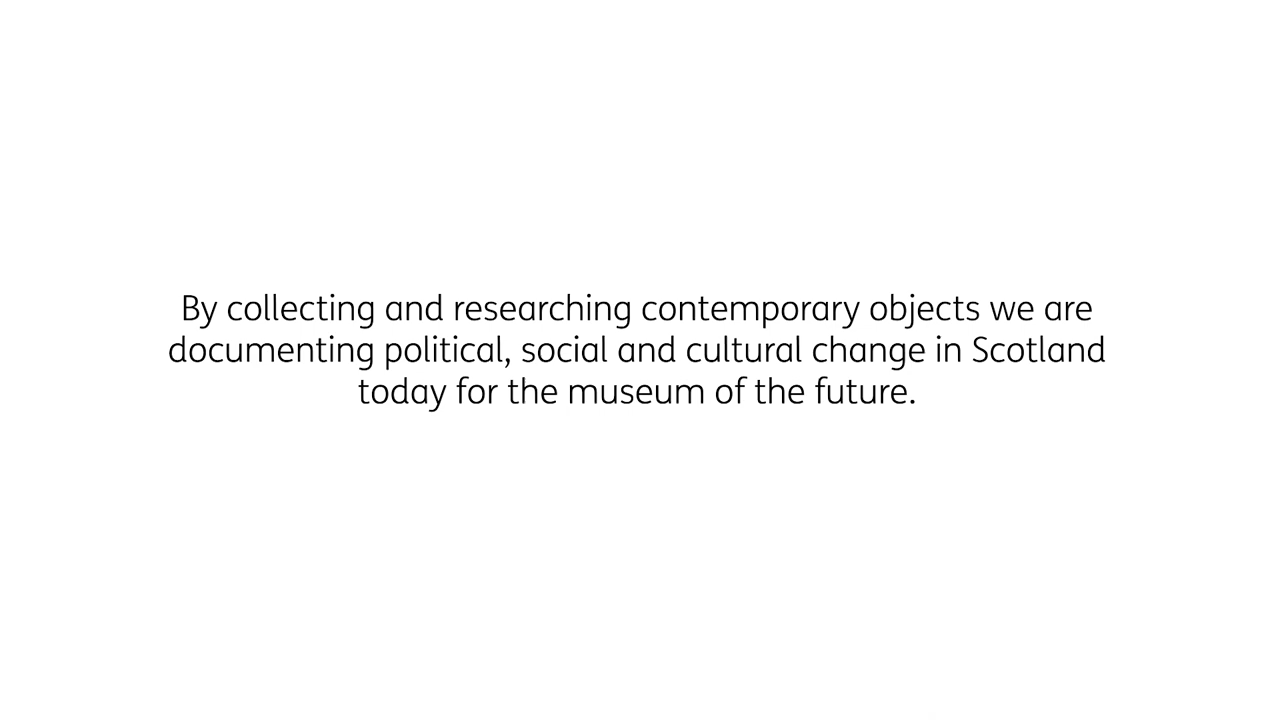 By collecting and researching contemporary objects we are
documenting political, social and cultural change in Scotland
today for the museum of the future.